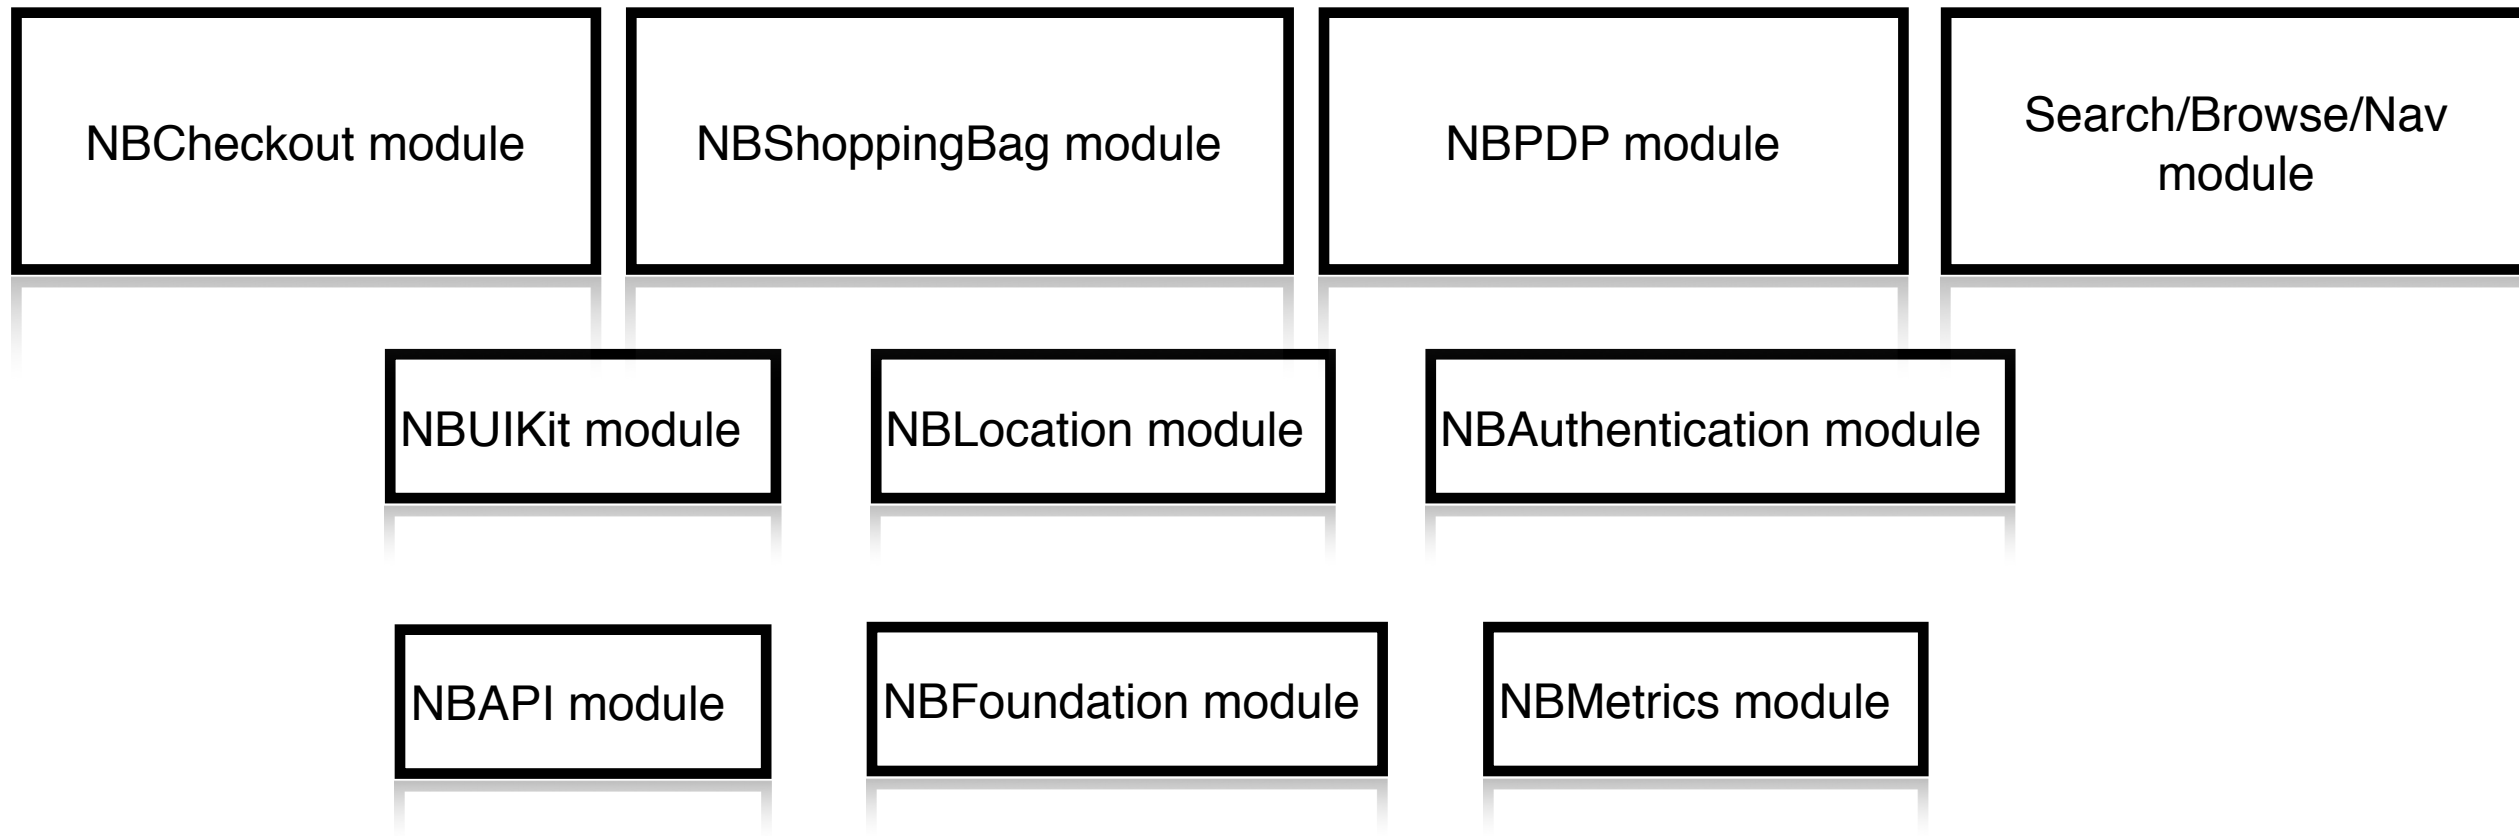 NBCheckout module
NBShoppingBag module
NBPDP module
Search/Browse/Nav
module
NBUIKit module
NBLocation module
NBAuthentication module
NBAPI module
NBFoundation module
NBMetrics module